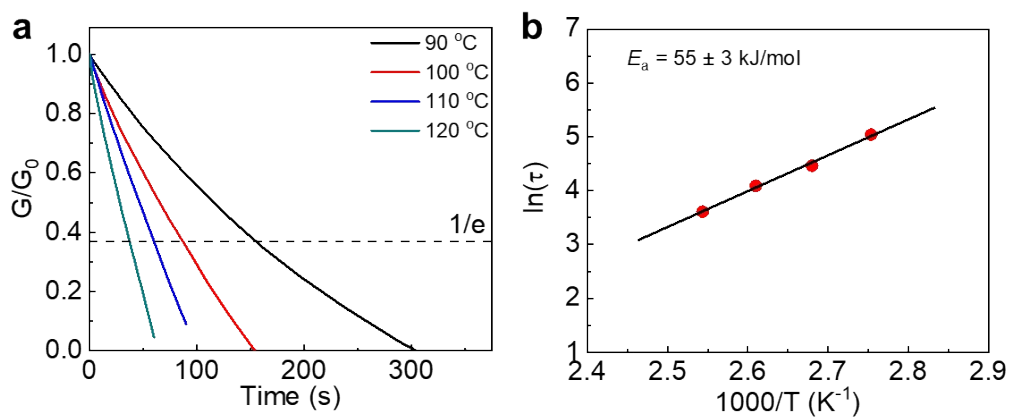 a
G/G₀
1.0
0.8
0.6
0.4
0.2
0.0
0
100
200
300
Time (s)
90 °C
100 °C
110 °C
120 °C
1/e
b
ln(τ)
7
6
5
4
3
2
1
2.4
2.5
2.6
2.7
2.8
2.9
1000/T (K⁻¹)
Eₐ = 55 ± 3 kJ/mol